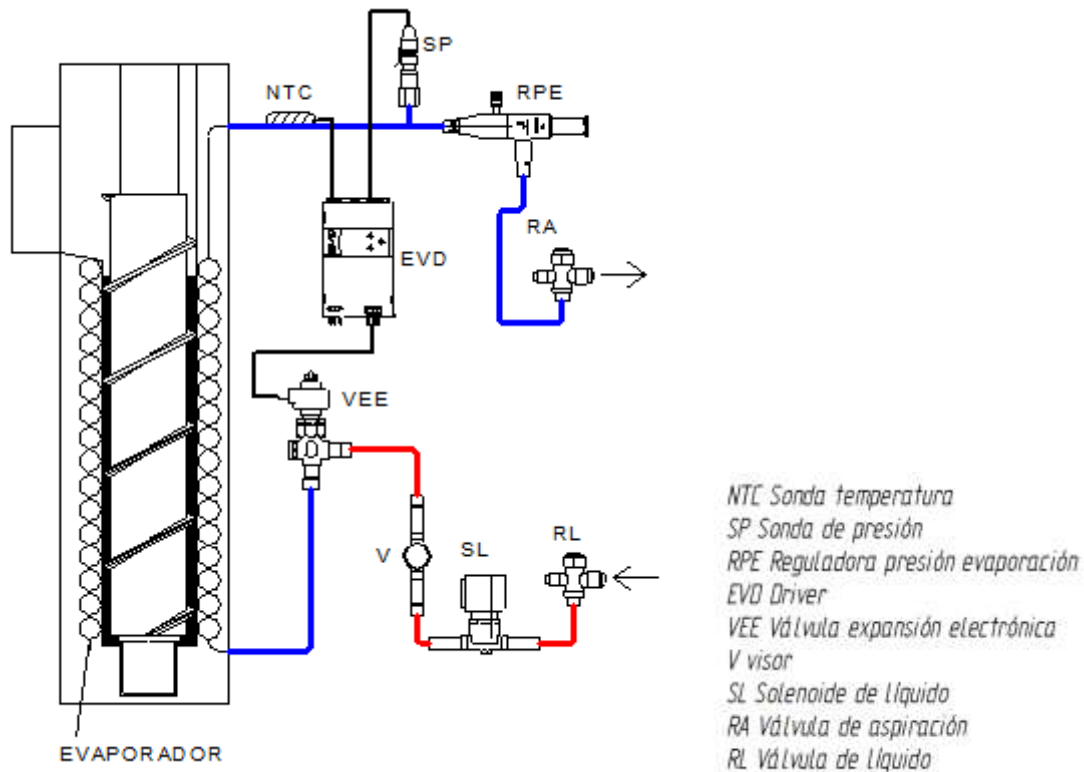 SP
NTC
RPE
RA
EVD
VEE
V
SL
RL
EVAPORADOR
NTC Sonda temperatura
SP Sonda de presión
RPE Reguladora presión evaporación
EVD Driver
VEE Válvula expansión electrónica
V visor
SL Solenoide de líquido
RA Válvula de aspiración
RL Válvula de líquido